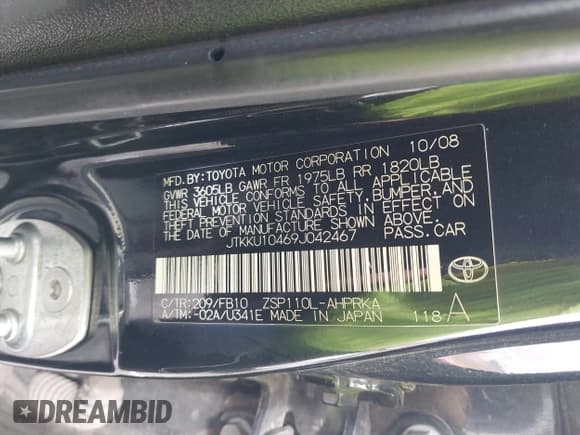 MFD.BY: TOYOTA MOTOR CORPORATION 10/08
GVWR 3605LB GAWR FR 1975LB RR 1820LB
THIS VEHICLE CONFORMS TO ALL APPLICABLE
FEDERAL MOTOR VEHICLE SAFETY, BUMPER, AND
THEFT PREVENTION STANDARDS IN EFFECT ON
THE DATE OF MANUFACTURE SHOWN ABOVE.
JTKKU10469J042467 PASS.CAR
C/TR: 209/FB10 ZSP110L-AHPRKA
A/TM: -02A/U341E MADE IN JAPAN 118 A
DREAMBID